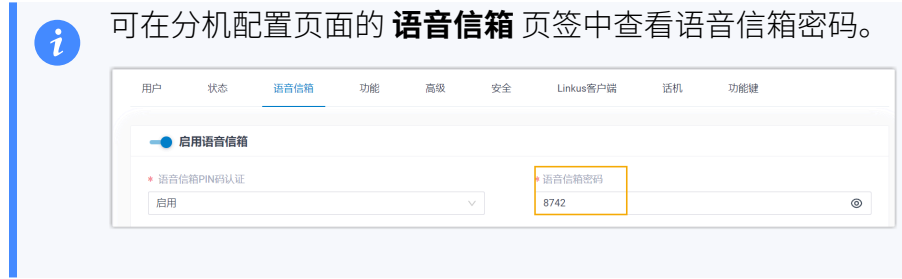 可在分机配置页面的 语音信箱 页签中查看语音信箱密码。
用户 状态 语音信箱 功能 高级 安全 Linkus客户端 话机 功能键
启用语音信箱
* 语音信箱PIN码认证 * 语音信箱密码
启用 8742